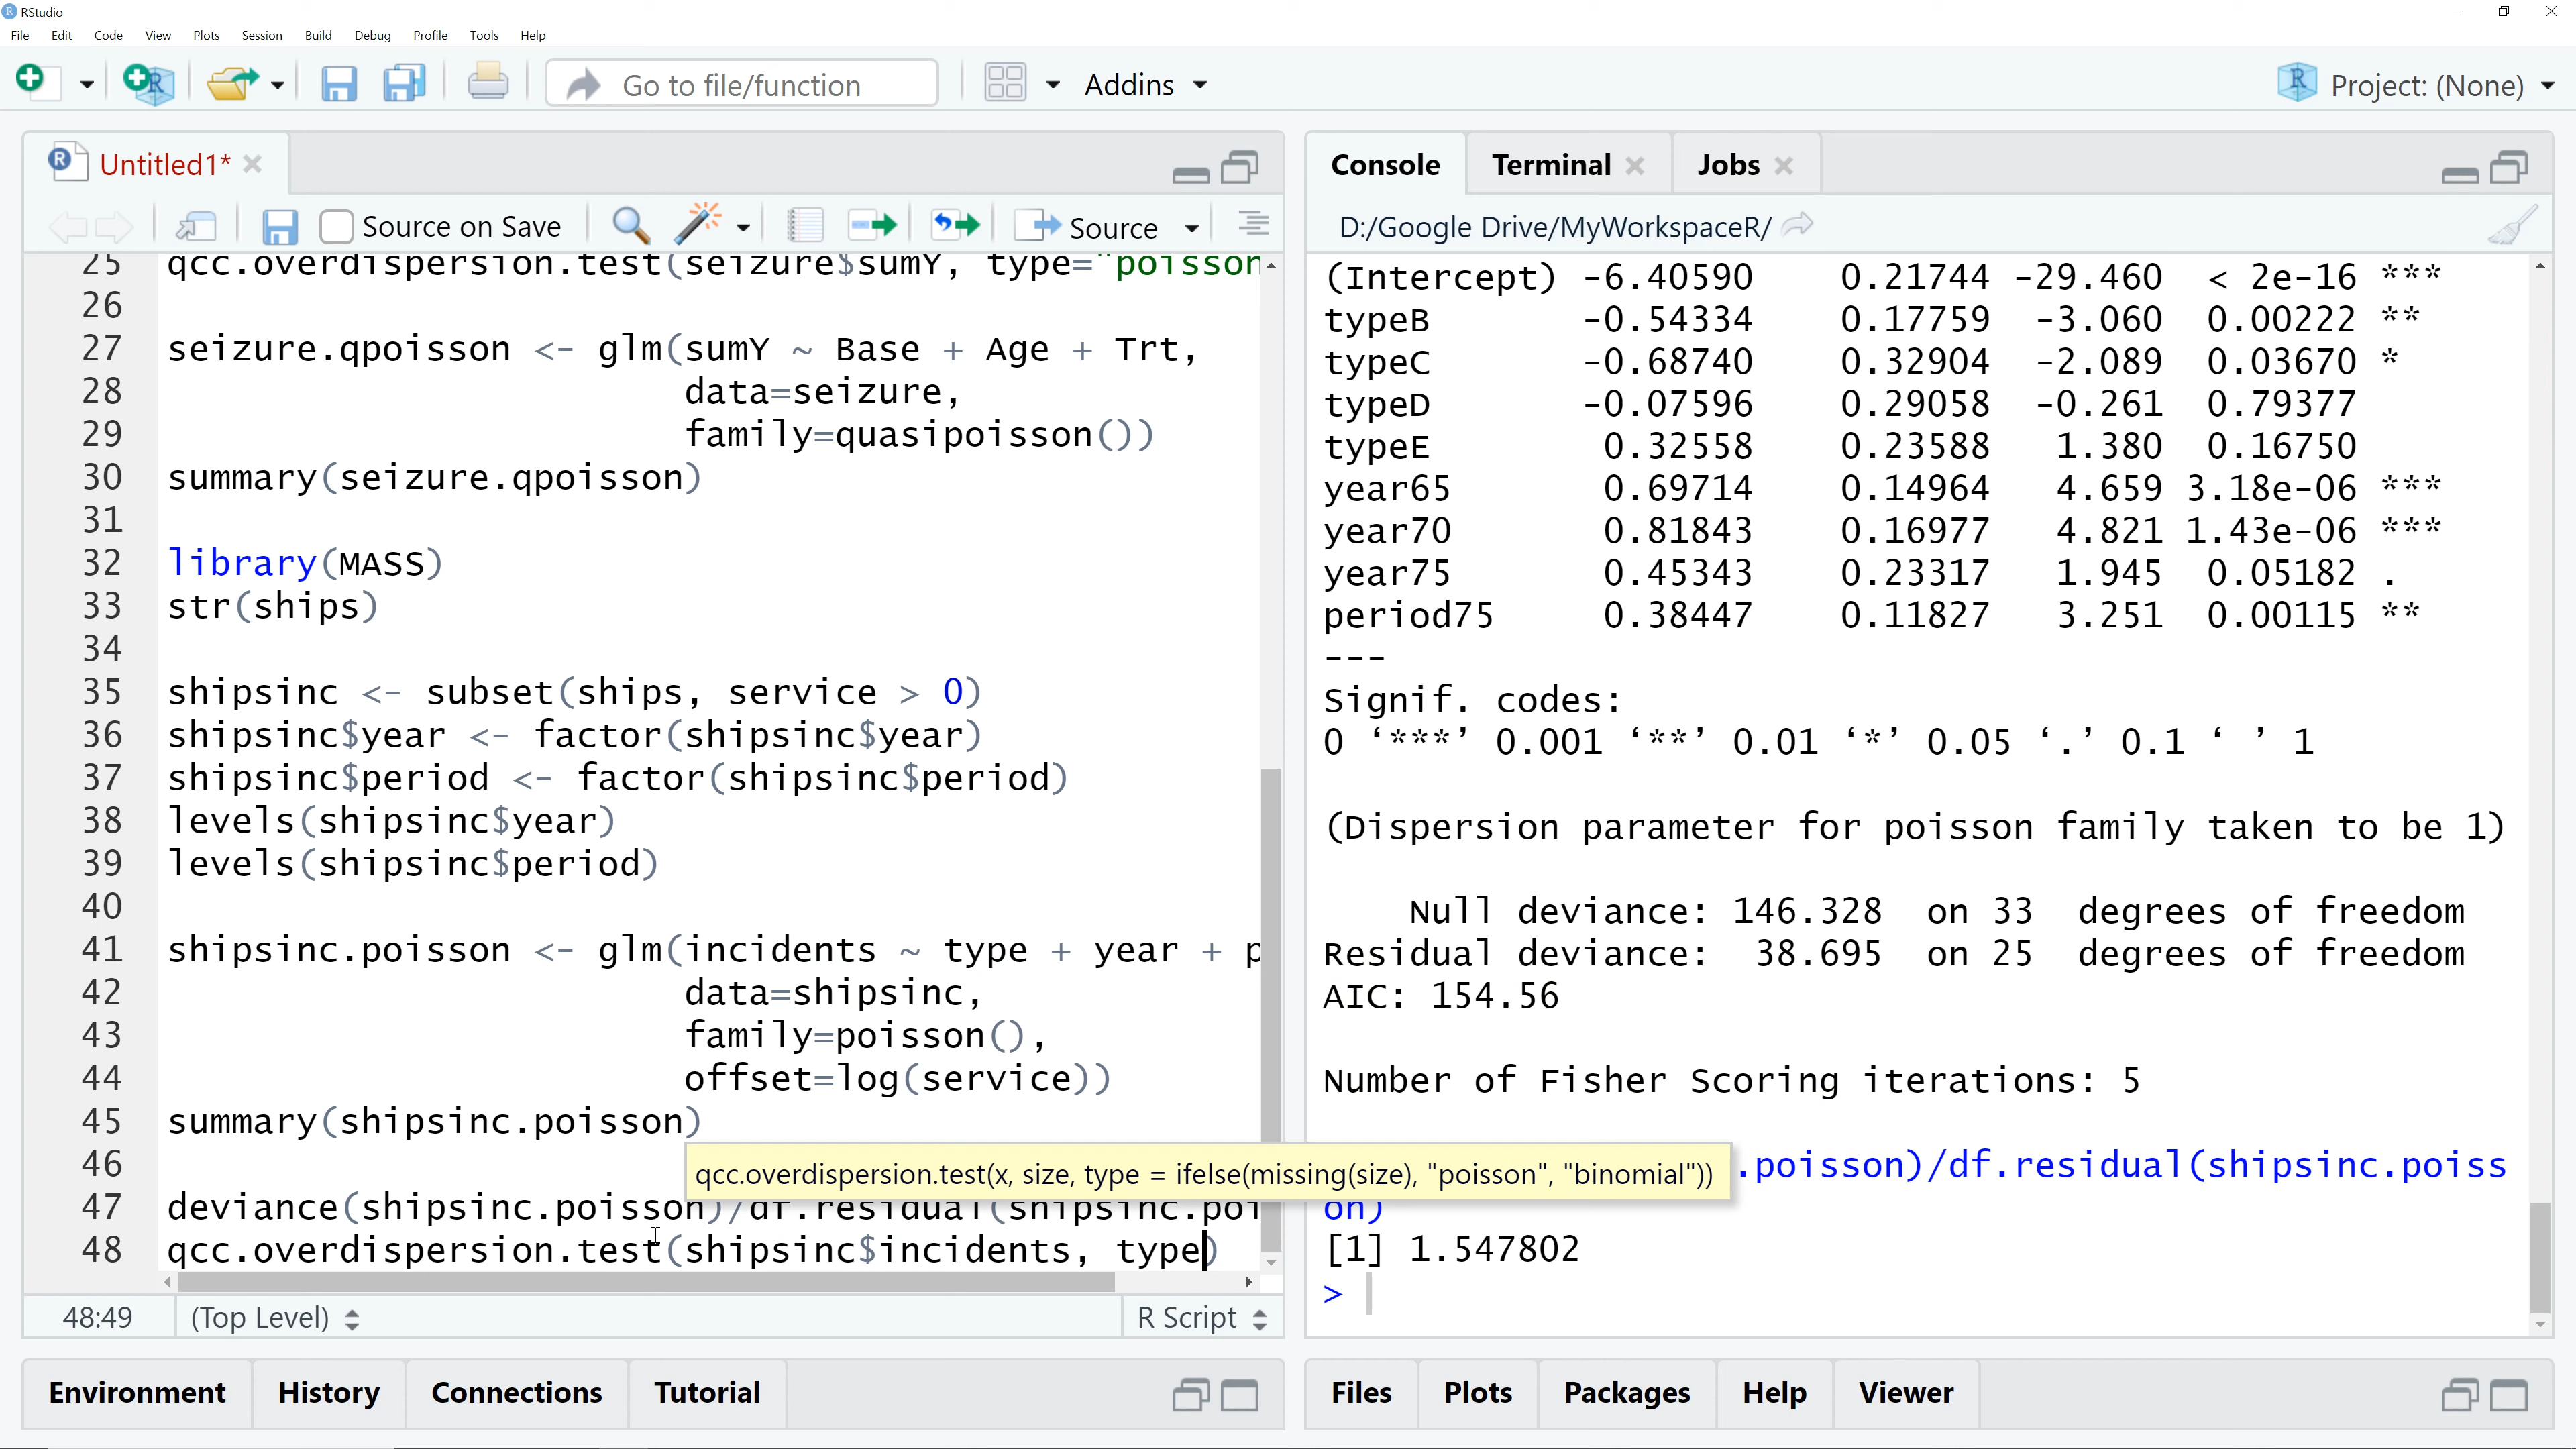 RStudio
File Edit Code View Plots Session Build Debug Profile Tools Help
Go to file/function
Addins
Project: (None)
Untitled1*
Source on Save
Source
25 qcc.overdispersion.test(seizure$sumY, type="poisson
26
27 seizure.qpoisson <- glm(sumY ~ Base + Age + Trt,
28 data=seizure,
29 family=quasipoisson())
30 summary(seizure.qpoisson)
31
32 library(MASS)
33 str(ships)
34
35 shipsinc <- subset(ships, service > 0)
36 shipsinc$year <- factor(shipsinc$year)
37 shipsinc$period <- factor(shipsinc$period)
38 levels(shipsinc$year)
39 levels(shipsinc$period)
40
41 shipsinc.poisson <- glm(incidents ~ type + year + p
42 data=shipsinc,
43 family=poisson(),
44 offset=log(service))
45 summary(shipsinc.poisson)
46
qcc.overdispersion.test(x, size, type = ifelse(missing(size), "poisson", "binomial"))
47 deviance(shipsinc.poisson)/df.residual(shipsinc.poi
48 qcc.overdispersion.test(shipsinc$incidents, type)
48:49 (Top Level) R Script
Console Terminal Jobs
D:/Google Drive/MyWorkspaceR/
(Intercept) -6.40590 0.21744 -29.460 < 2e-16 ***
typeB -0.54334 0.17759 -3.060 0.00222 **
typeC -0.68740 0.32904 -2.089 0.03670 *
typeD -0.07596 0.29058 -0.261 0.79377
typeE 0.32558 0.23588 1.380 0.16750
year65 0.69714 0.14964 4.659 3.18e-06 ***
year70 0.81843 0.16977 4.821 1.43e-06 ***
year75 0.45343 0.23317 1.945 0.05182 .
period75 0.38447 0.11827 3.251 0.00115 **
---
Signif. codes:
0 ‘***’ 0.001 ‘**’ 0.01 ‘*’ 0.05 ‘.’ 0.1 ‘ ’ 1
(Dispersion parameter for poisson family taken to be 1)
Null deviance: 146.328 on 33 degrees of freedom
Residual deviance: 38.695 on 25 degrees of freedom
AIC: 154.56
Number of Fisher Scoring iterations: 5
.poisson)/df.residual(shipsinc.poiss
on)
[1] 1.547802
>
Environment History Connections Tutorial
Files Plots Packages Help Viewer